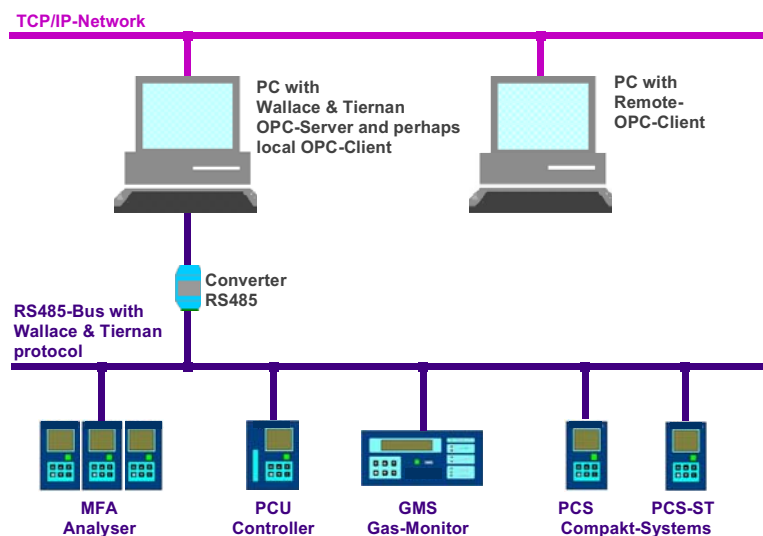 TCP/IP-Network
PC with
Wallace & Tiernan
OPC-Server and perhaps
local OPC-Client
PC with
Remote-
OPC-Client
Converter
RS485
RS485-Bus with
Wallace & Tiernan
protocol
MFA
Analyser
PCU
Controller
GMS
Gas-Monitor
PCS
PCS-ST
Compakt-Systems